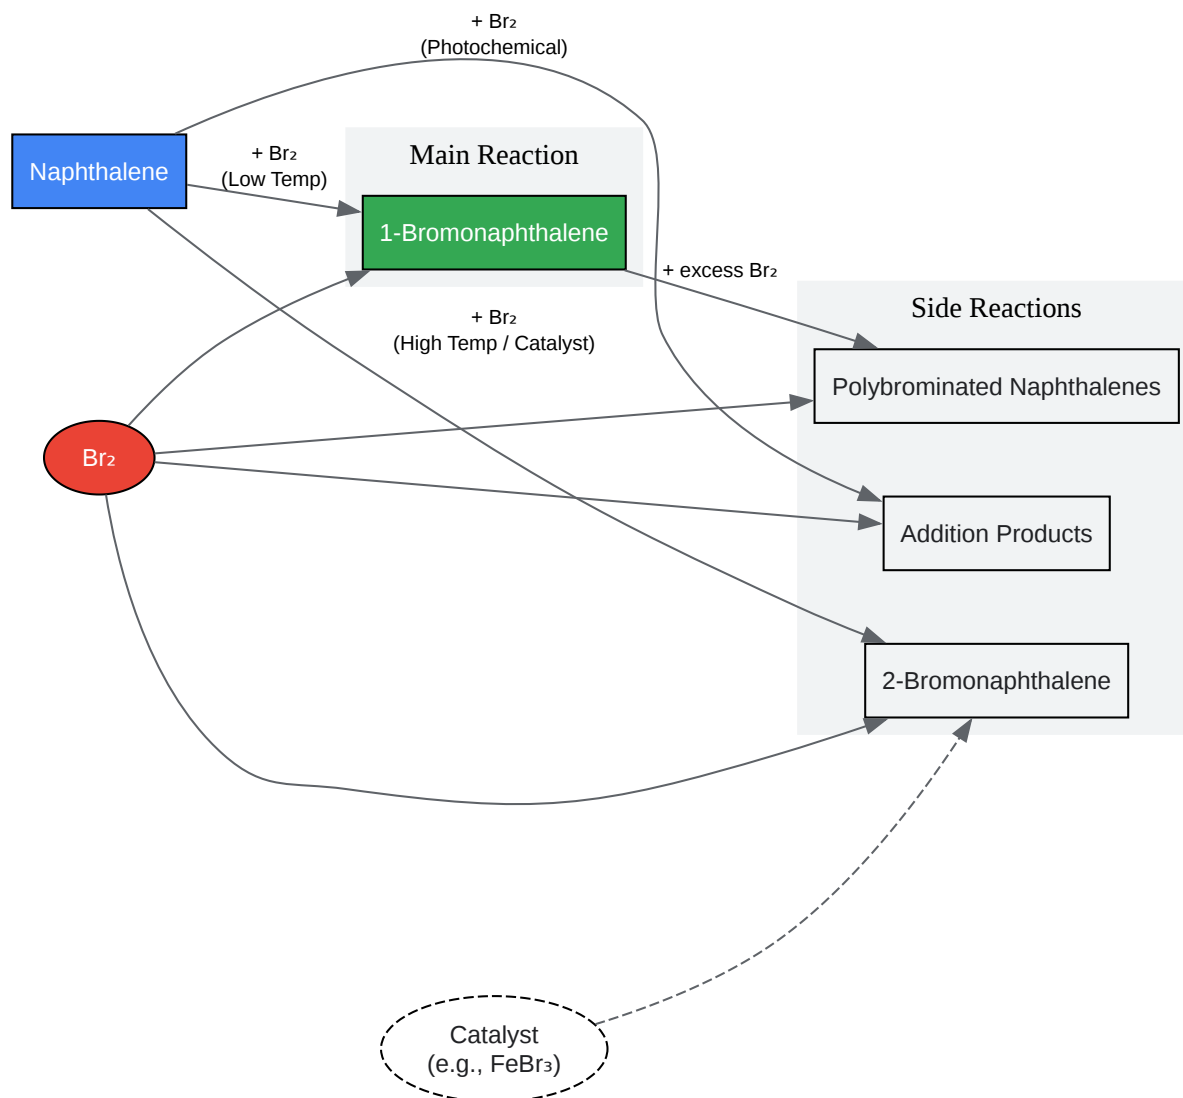 + Br₂
(Photochemical)
Naphthalene
+ Br₂
(Low Temp)
Main Reaction
1-Bromonaphthalene
+ excess Br₂
+ Br₂
(High Temp / Catalyst)
Side Reactions
Polybrominated Naphthalenes
Br₂
Addition Products
2-Bromonaphthalene
Catalyst
(e.g., FeBr₃)